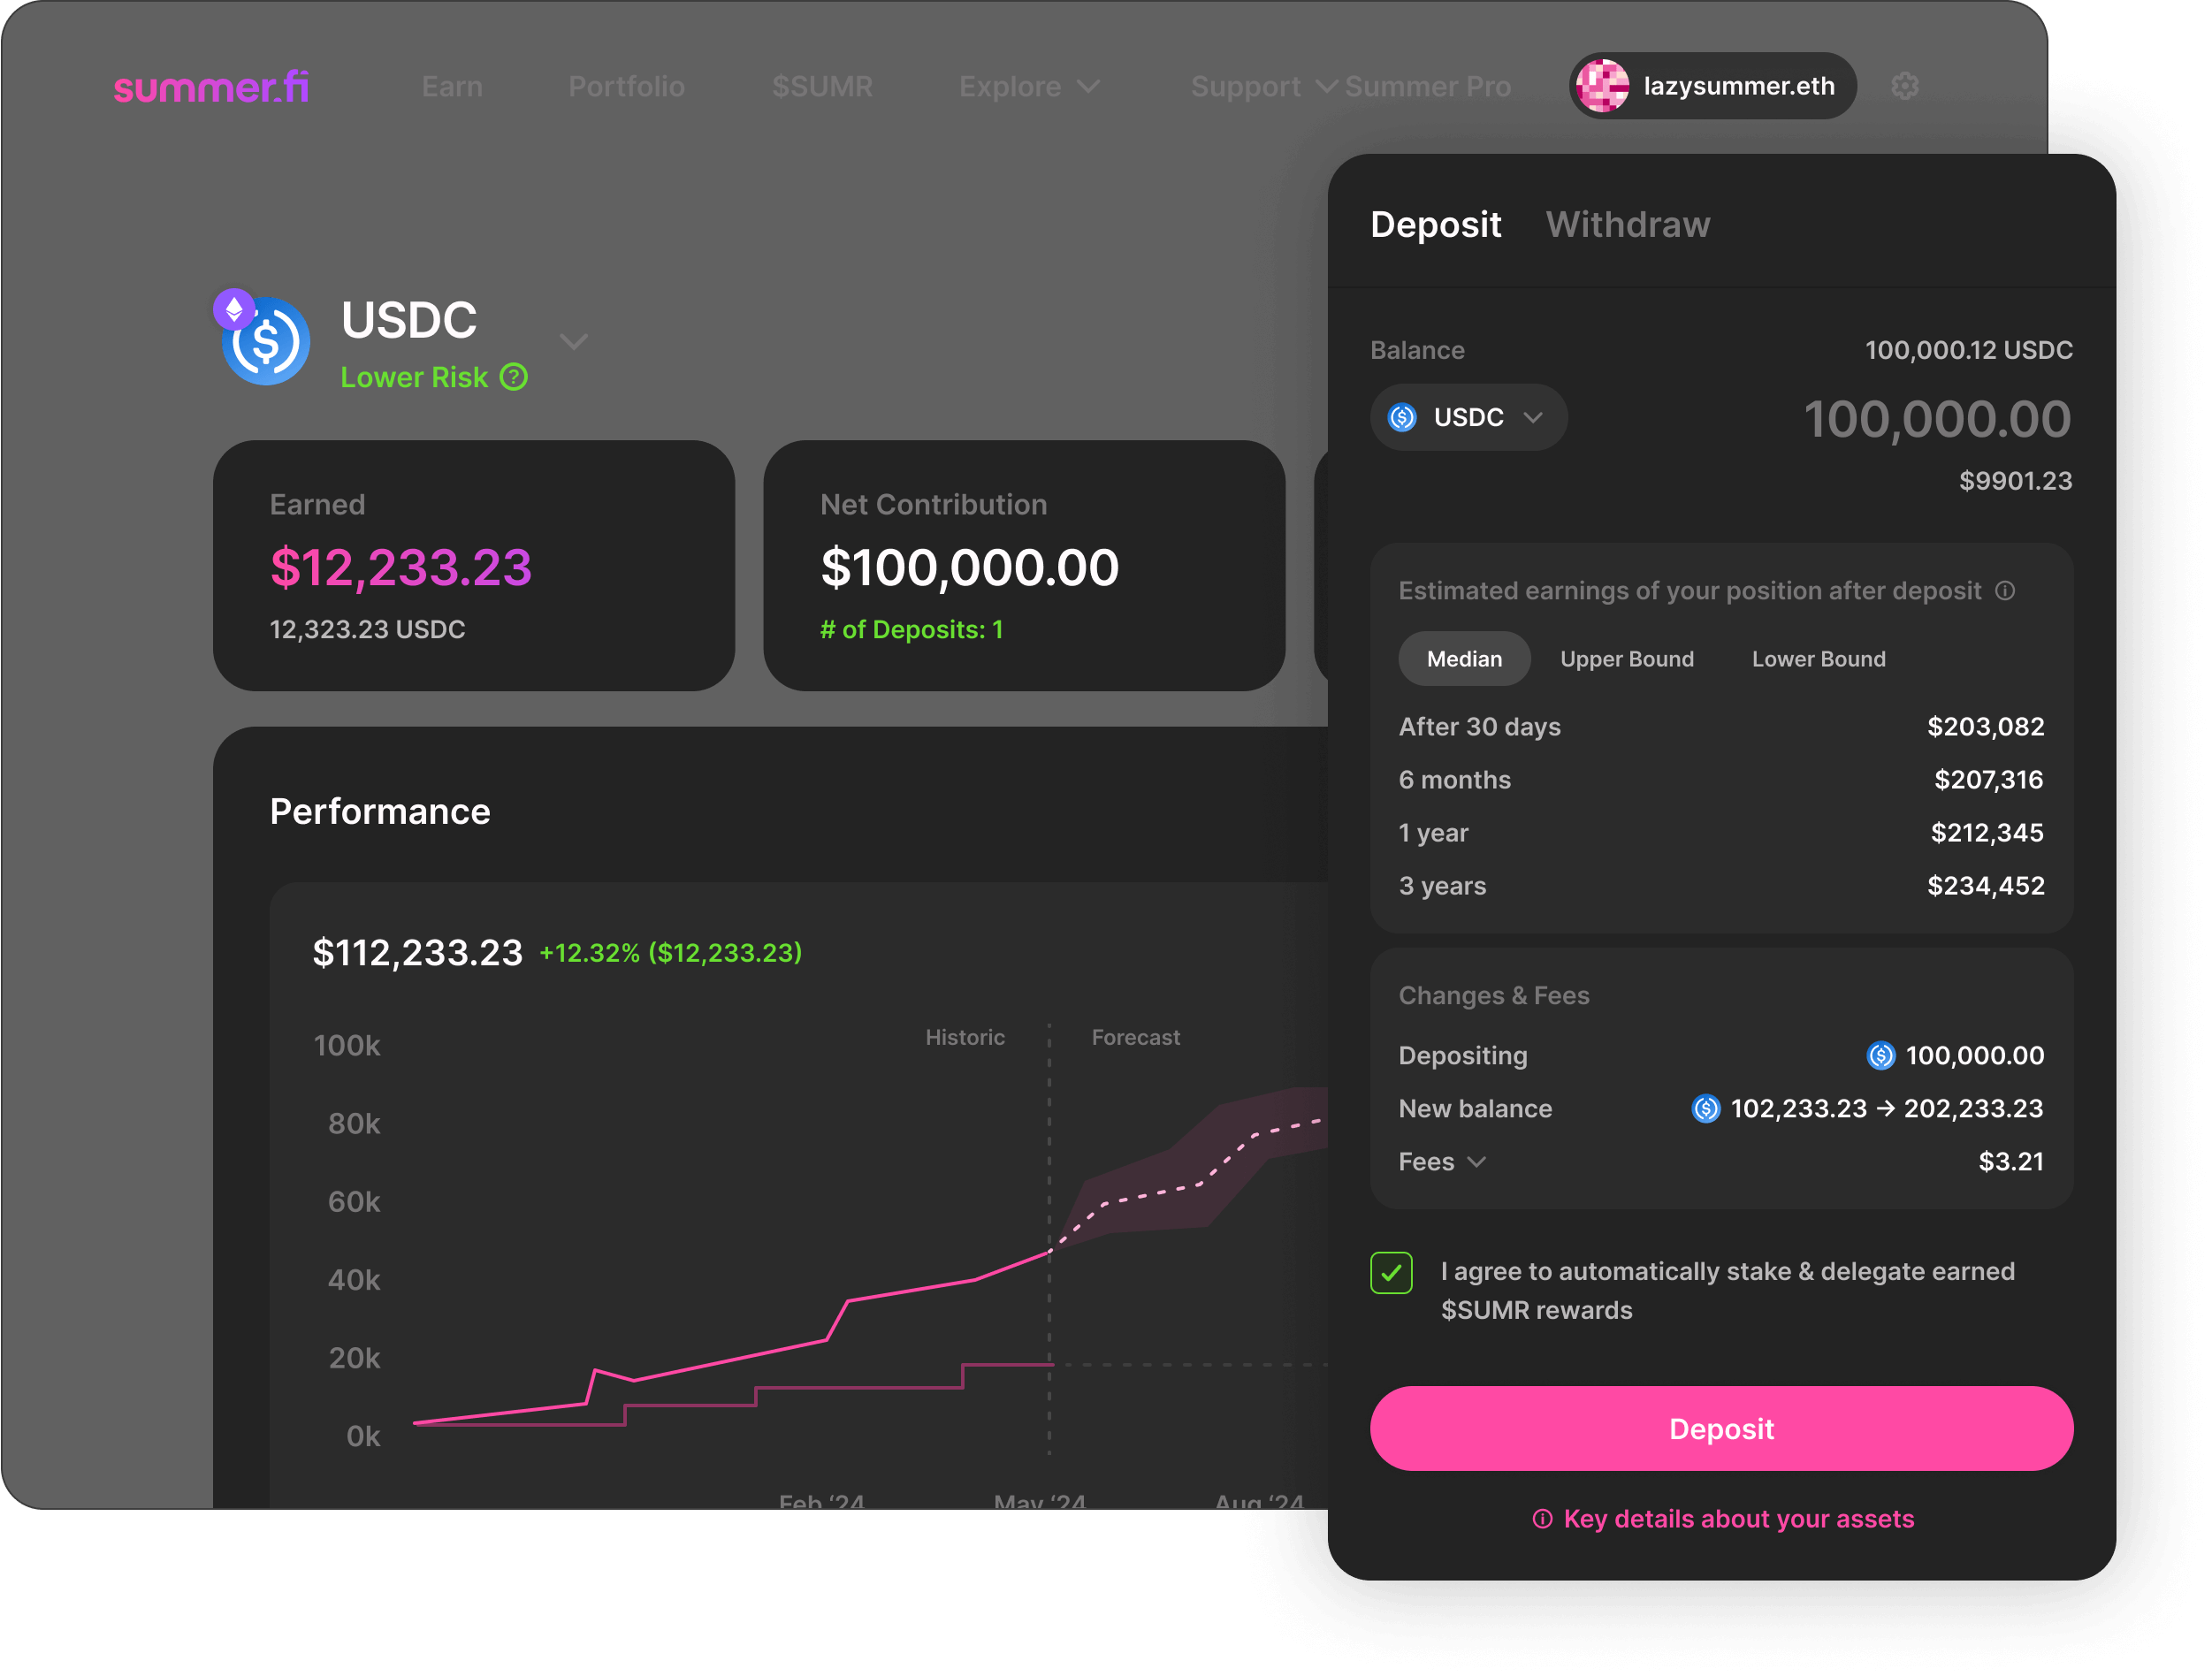 summer.fi
Earn
Portfolio
$SUMR
Explore
Support
Summer Pro
lazysummer.eth
USDC
Lower Risk
Earned
$12,233.23
12,323.23 USDC
Net Contribution
$100,000.00
# of Deposits: 1
Performance
$112,233.23 +12.32% ($12,233.23)
Historic
Forecast
100k
80k
60k
40k
20k
0k
Feb ‘24
May ‘24
Aug ‘24
Deposit
Withdraw
Balance
100,000.12 USDC
USDC
100,000.00
$9901.23
Estimated earnings of your position after deposit
Median
Upper Bound
Lower Bound
After 30 days $203,082
6 months $207,316
1 year $212,345
3 years $234,452
Changes & Fees
Depositing 100,000.00
New balance 102,233.23 → 202,233.23
Fees $3.21
I agree to automatically stake & delegate earned
$SUMR rewards
Deposit
Key details about your assets